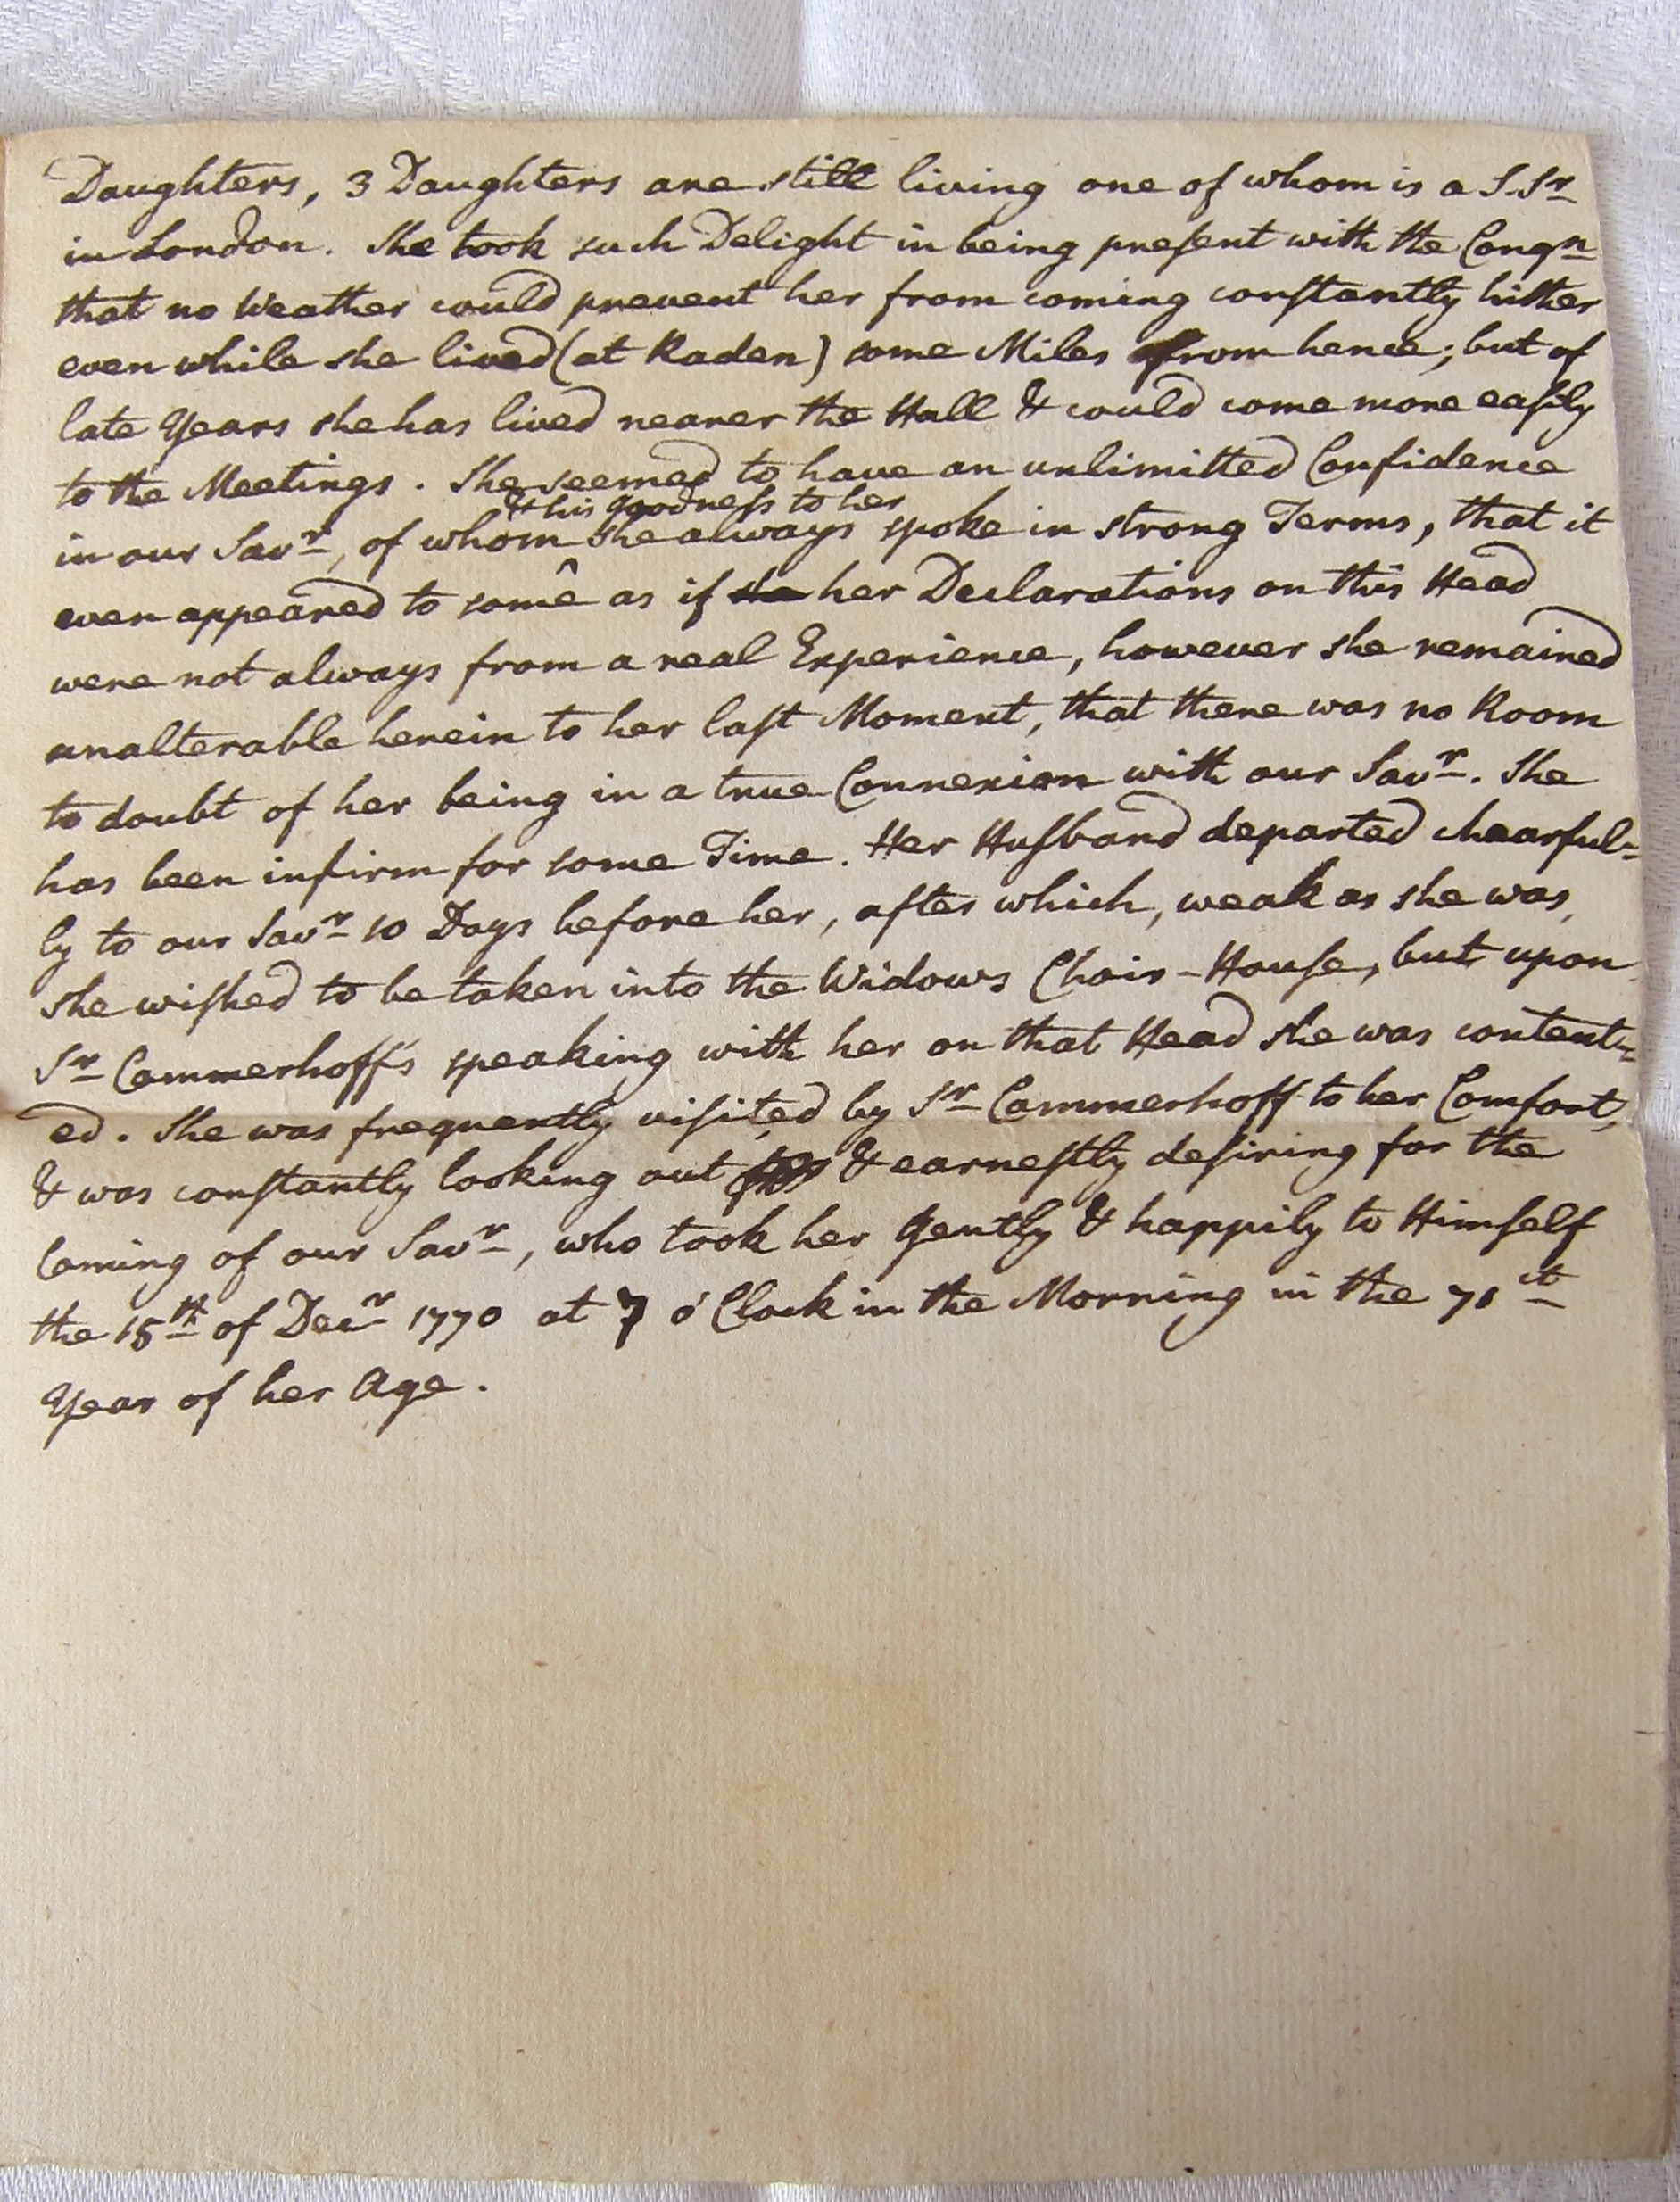 Daughters, 3 Daughters are still living one of whom is a S. Sr
in London. She took such Delight in being present with the Congn
that no Weather could prevent her from coming constantly hither
even while she lived (at Raden) some Miles from hence; but of
late Years she has lived nearer the Hall & could come more easily
to the Meetings. She seemed to have an unlimitted Confidence
& his goodness to her
in our Savr, of whom she always spoke in strong Terms, that it
even appeared to some as if she her Declarations on this Head
were not always from a real Experience, however she remained
unalterable herein to her last Moment, that there was no Room
to doubt of her being in a true Connexion with our Savr. She
has been infirm for some Time. Her Husband departed chearful=
ly to our Savr 10 Days before her, after which, weak as she was,
she wished to be taken into the Widows Choir-House, but upon
Sr Cammerhoff's speaking with her on that Head she was content=
ed. She was frequently visited by Sr Cammerhoff to her Comfort,
& was constantly looking out & earnestly desiring for the
Coming of our Savr, who took her gently & happily to Himself
the 15th of Decr 1770 at 7 o'Clock in the Morning in the 71st
Year of her Age.